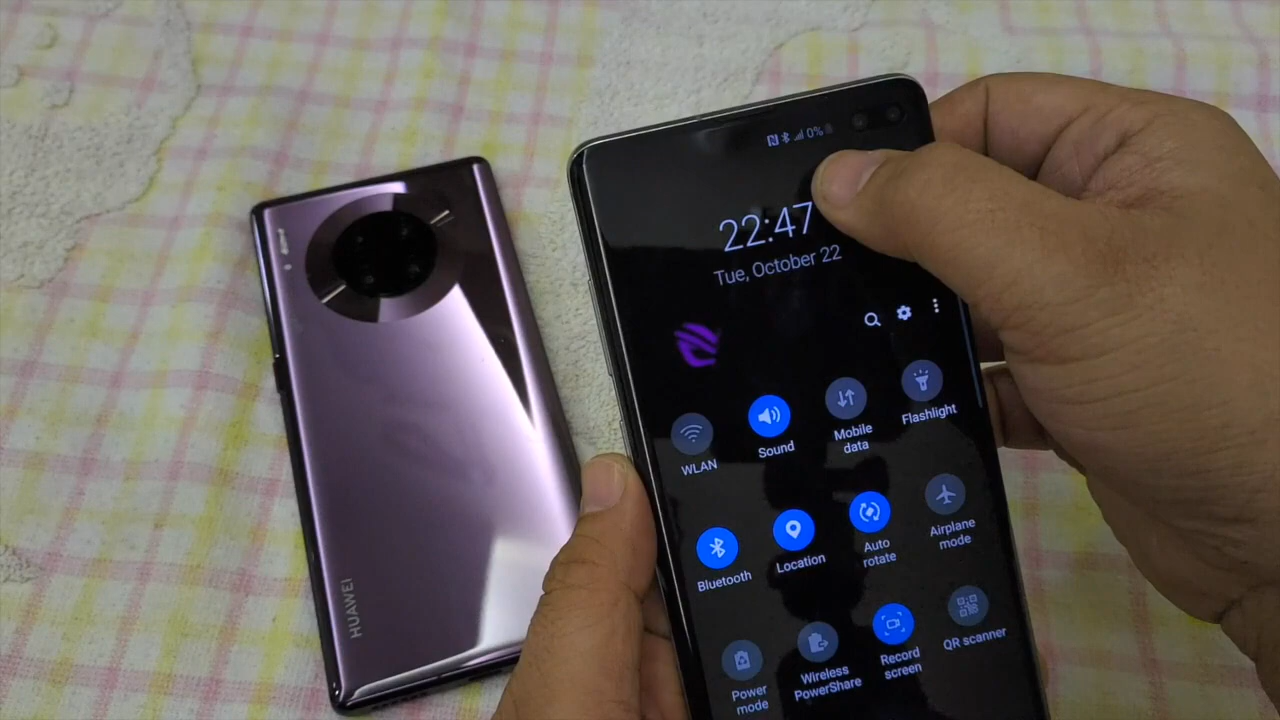 0%
22:47
Tue, October 22
WLAN
Sound
Mobile
data
Flashlight
Bluetooth
Location
Auto
rotate
Airplane
mode
Power
mode
Wireless
PowerShare
Record
screen
QR scanner
HUAWEI